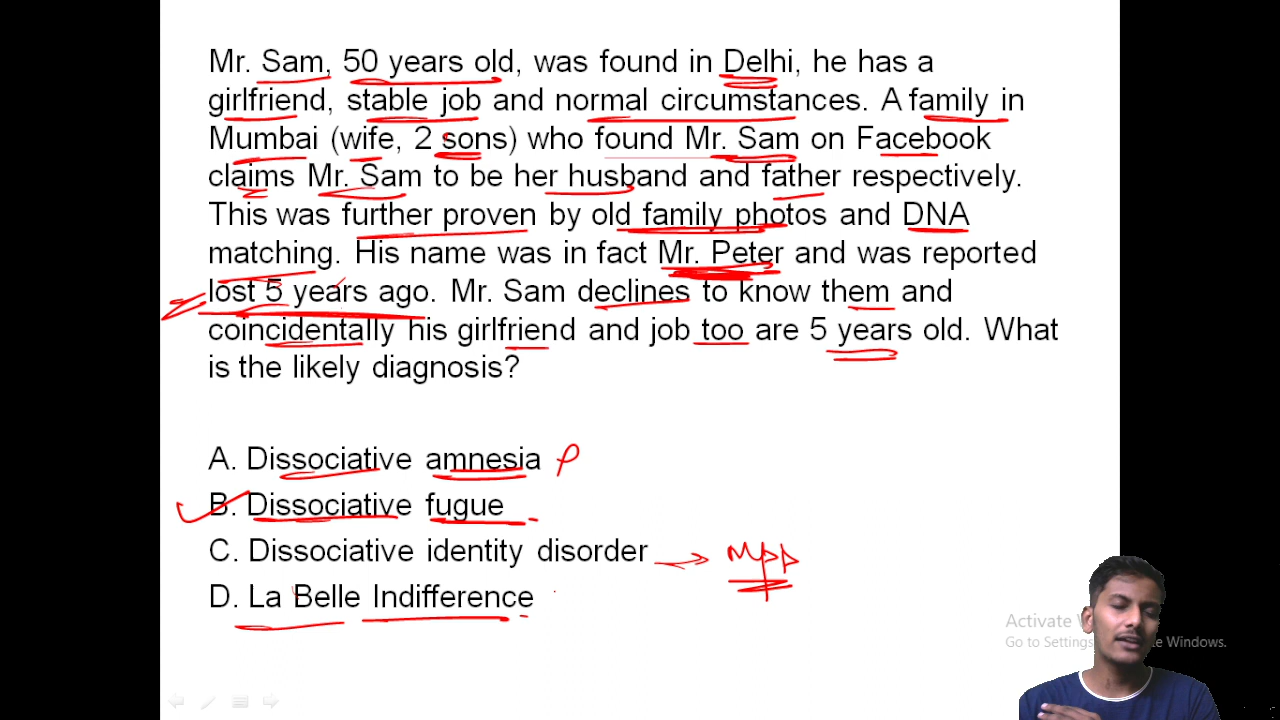 Mr. Sam, 50 years old, was found in Delhi, he has a
girlfriend, stable job and normal circumstances. A family in
Mumbai (wife, 2 sons) who found Mr. Sam on Facebook
claims Mr. Sam to be her husband and father respectively.
This was further proven by old family photos and DNA
matching. His name was in fact Mr. Peter and was reported
lost 5 years ago. Mr. Sam declines to know them and
coincidentally his girlfriend and job too are 5 years old. What
is the likely diagnosis?
A. Dissociative amnesia
B. Dissociative fugue
C. Dissociative identity disorder → MPD
D. La Belle Indifference
Activate
Go to Settings Windows.